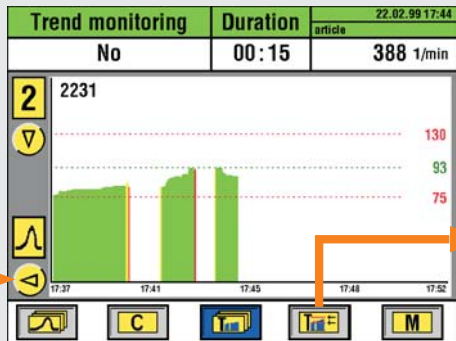 Trend monitoring Duration 22.02.99 17:44
article
No 00:15 388 1/min
2 2231
130
93
75
17:37 17:41 17:45 17:48 17:52
C T T M